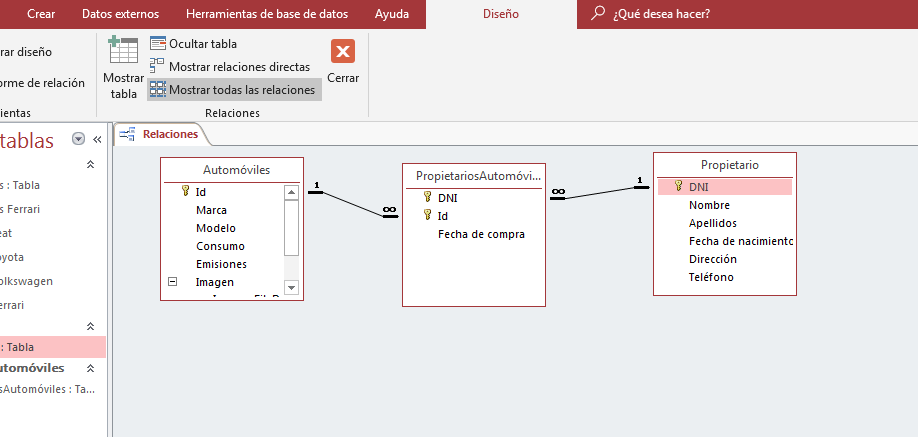 Crear Datos externos Herramientas de base de datos Ayuda Diseño ¿Qué desea hacer?
rar diseño
orme de relación
ientas
Mostrar
tabla
Ocultar tabla
Mostrar relaciones directas
Mostrar todas las relaciones
Relaciones
Cerrar
tablas
s : Tabla
s Ferrari
eat
oyota
olkswagen
errari
: Tabla
utomóviles
sAutomóviles : Ta...
Relaciones
Automóviles
Id
Marca
Modelo
Consumo
Emisiones
Imagen
1
∞
PropietariosAutomóvi...
DNI
Id
Fecha de compra
∞
1
Propietario
DNI
Nombre
Apellidos
Fecha de nacimiento
Dirección
Teléfono